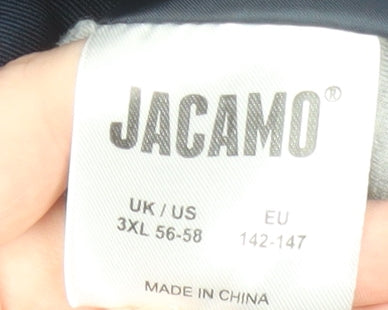 JACAMO®
UK / US EU
3XL 56-58 142-147
MADE IN CHINA